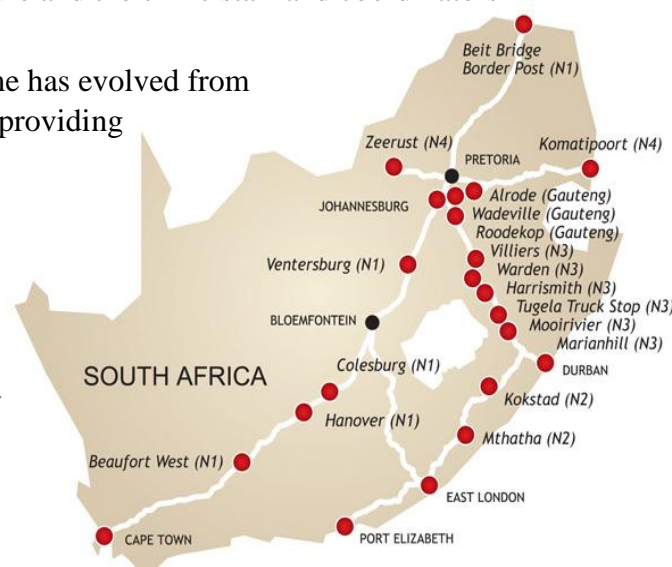 ne has evolved from
providing
Beit Bridge
Border Post (N1)
Zeerust (N4)
Komatipoort (N4)
PRETORIA
JOHANNESBURG
Alrode (Gauteng)
Wadeville (Gauteng)
Roodekop (Gauteng)
Villiers (N3)
Ventersburg (N1)
Warden (N3)
Harrismith (N3)
Tugela Truck Stop (N3)
BLOEMFONTEIN
Mooirivier (N3)
Marianhill (N3)
DURBAN
Colesburg (N1)
SOUTH AFRICA
Kokstad (N2)
Hanover (N1)
Mthatha (N2)
Beaufort West (N1)
EAST LONDON
CAPE TOWN
PORT ELIZABETH